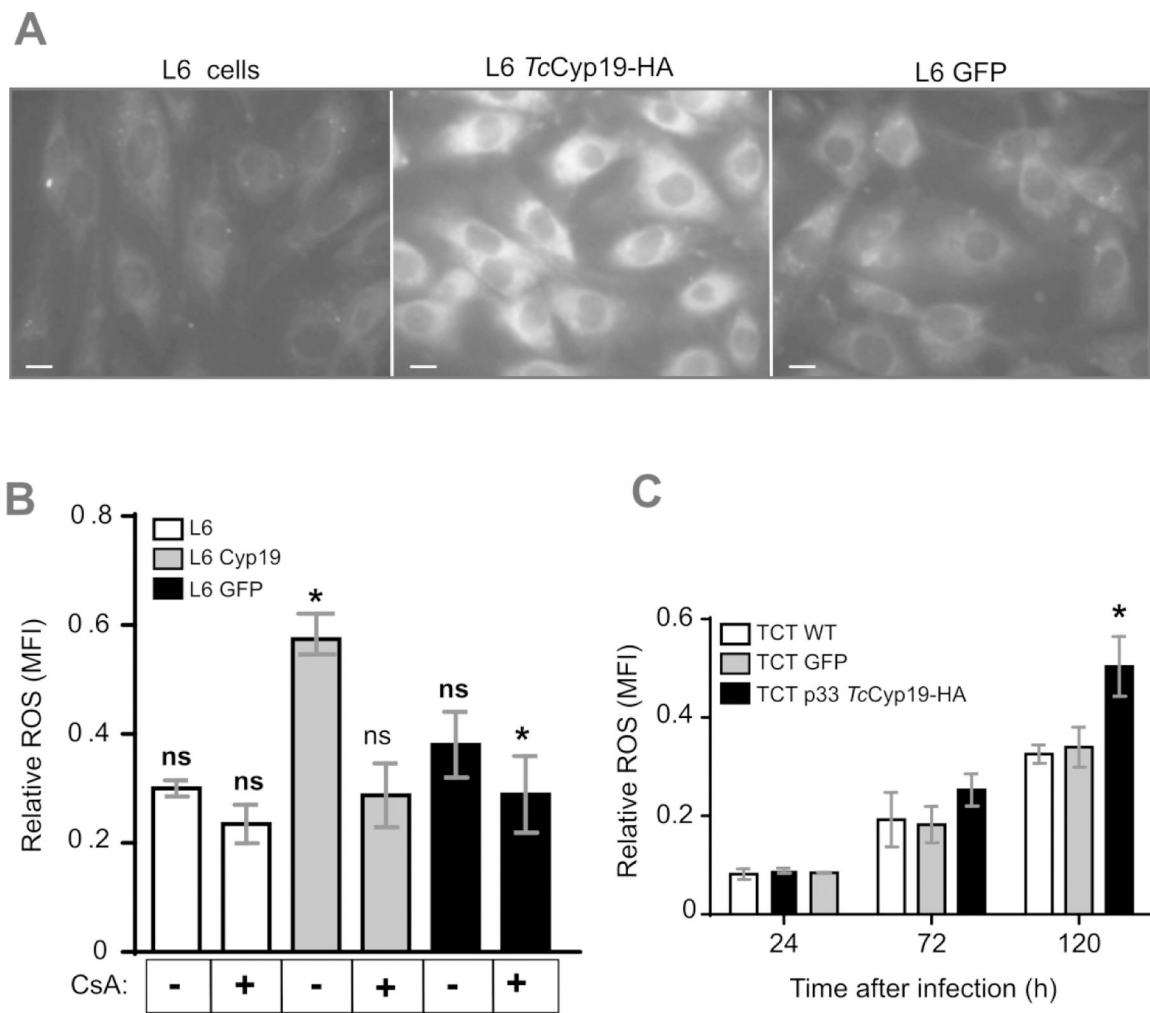 A
L6 cells
L6 TcCyp19-HA
L6 GFP
B
0.8
0.6
0.4
0.2
0
Relative ROS (MFI)
L6
L6 Cyp19
L6 GFP
ns
ns
*
ns
ns
*
CsA: - + - + - +
C
0.6
0.4
0.2
0
Relative ROS (MFI)
TCT WT
TCT GFP
TCT p33 TcCyp19-HA
*
24 72 120
Time after infection (h)